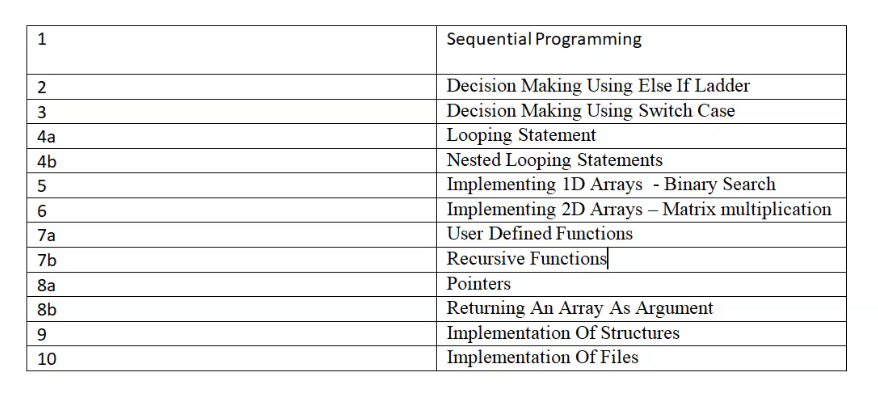 1 Sequential Programming
2 Decision Making Using Else If Ladder
3 Decision Making Using Switch Case
4a Looping Statement
4b Nested Looping Statements
5 Implementing 1D Arrays - Binary Search
6 Implementing 2D Arrays – Matrix multiplication
7a User Defined Functions
7b Recursive Functions
8a Pointers
8b Returning An Array As Argument
9 Implementation Of Structures
10 Implementation Of Files